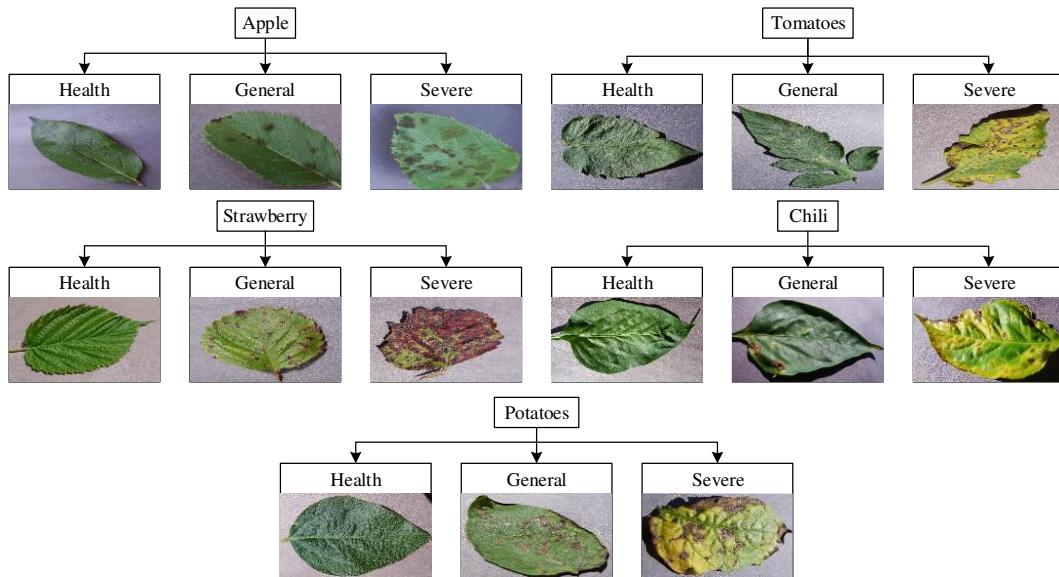 Apple
Health
General
Severe
Tomatoes
Health
General
Severe
Strawberry
Health
General
Severe
Chili
Health
General
Severe
Potatoes
Health
General
Severe